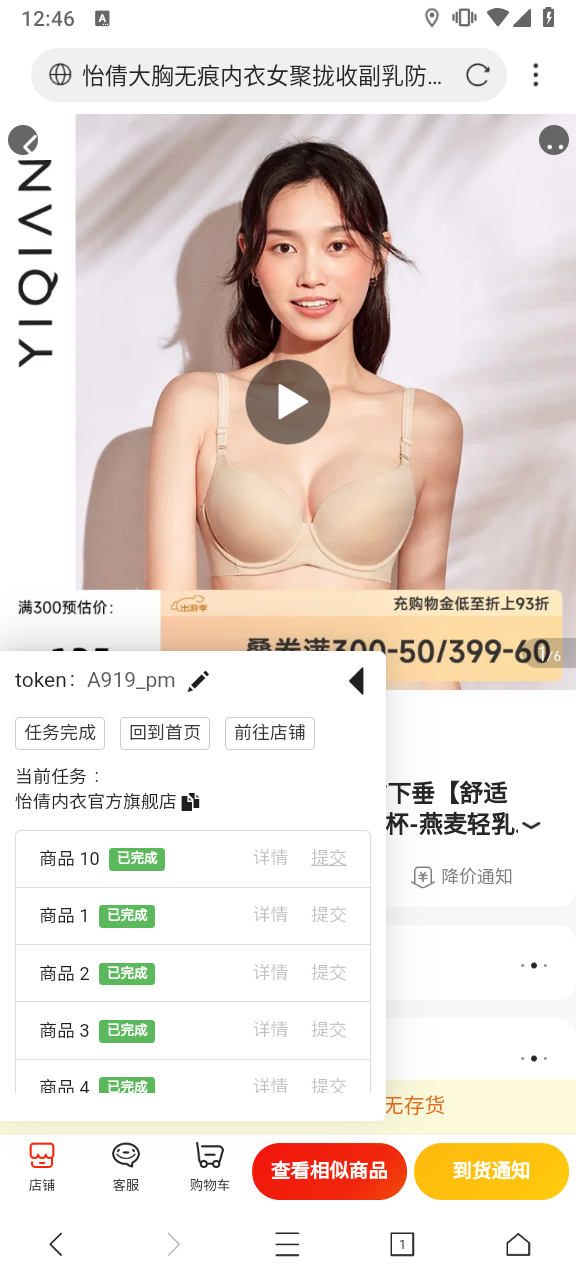 12:46
A
怡倩大胸无痕内衣女聚拢收副乳防...
YIQIAN
满300预估价：
出游季
充购物金低至折上93折
叠券满300-50/399-60
1/6
token： A919_pm
任务完成
回到首页
前往店铺
当前任务：
怡倩内衣官方旗舰店
下垂【舒适
杯-燕麦轻乳.
降价通知
商品 10 已完成 详情 提交
商品 1 已完成 详情 提交
商品 2 已完成 详情 提交
商品 3 已完成 详情 提交
商品 4 已完成 详情 提交
无存货
店铺
客服
购物车
查看相似商品
到货通知
1